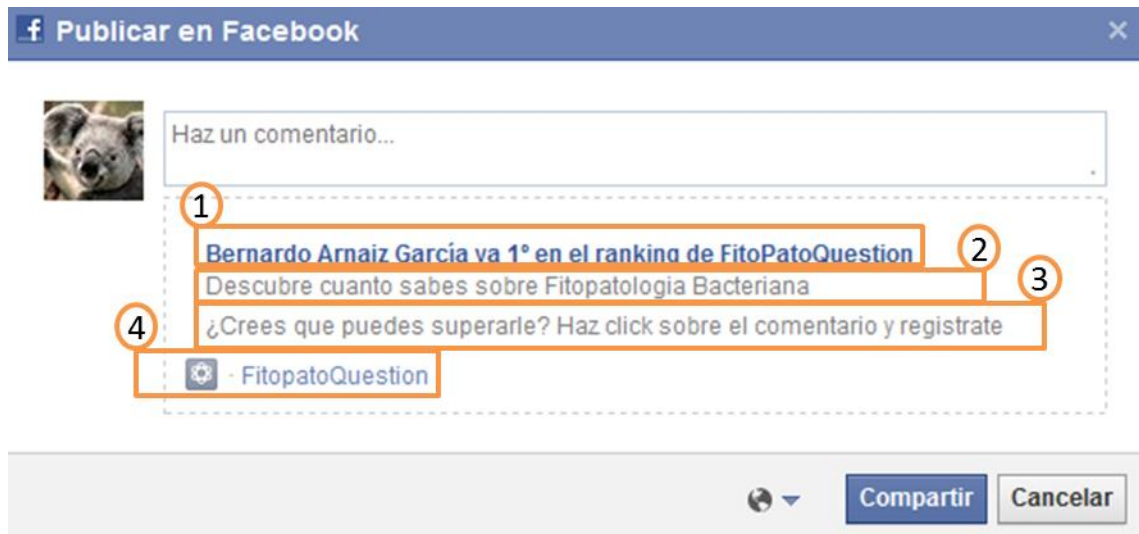 f Publicar en Facebook ×
Haz un comentario...
1
Bernardo Arnaiz García va 1º en el ranking de FitoPatoQuestion
2
Descubre cuanto sabes sobre Fitopatologia Bacteriana
3
¿Crees que puedes superarle? Haz click sobre el comentario y registrate
4
· FitopatoQuestion
Compartir Cancelar